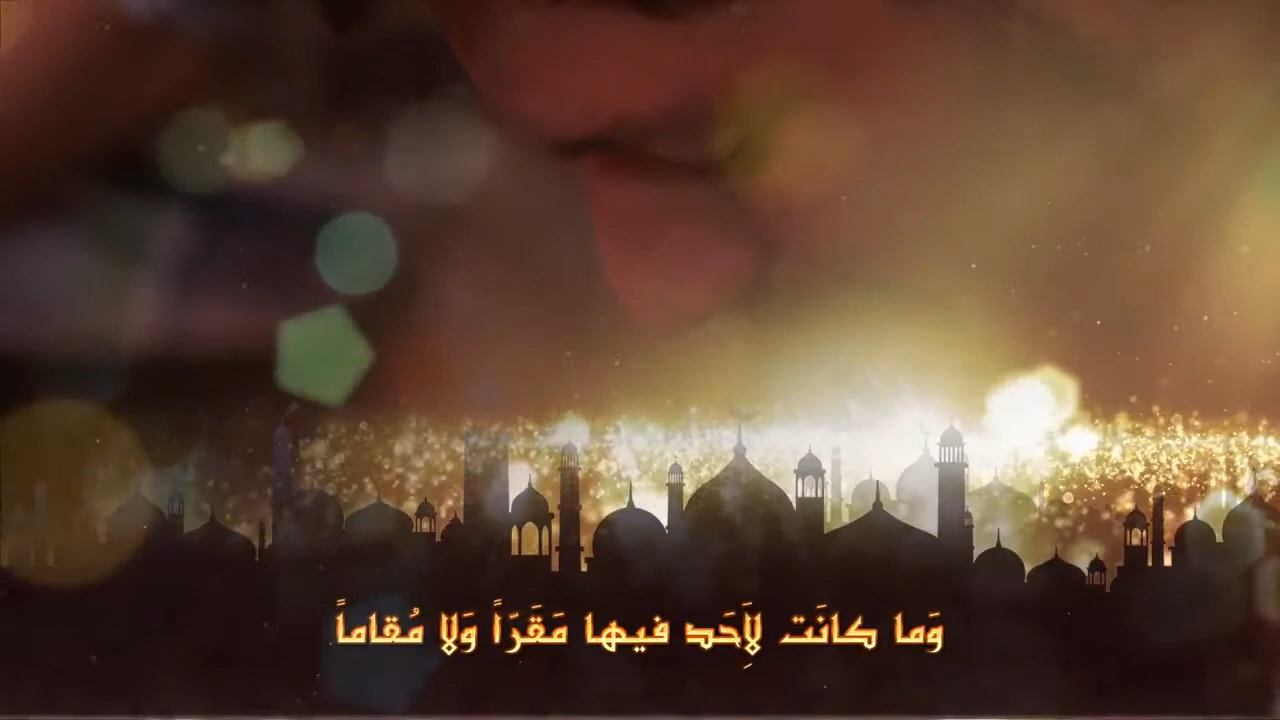 وَما كانَت لِأَحَد فيها مَقَرّاً وَلا مُقاماً